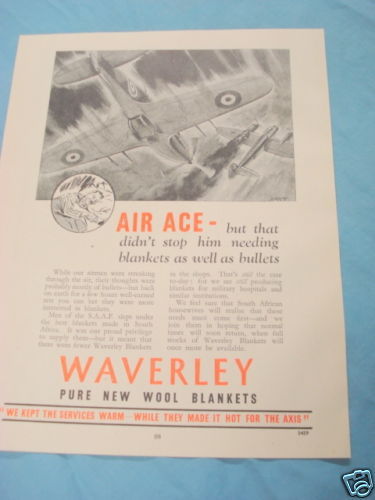 AIR ACE - but that
didn't stop him needing
blankets as well as bullets
While our airmen were streaking
through the air, their thoughts were
probably mostly of bullets—but back
on earth for a few hours well-earned
rest you can bet they were more
interested in blankets.
Men of the S.A.A.F. slept under
the best blankets made in South
Africa. It was our proud privilege
to supply them—but it meant that
there were fewer Waverley Blankets
in the shops. That's still the case
to-day: for we are still producing
blankets for military hospitals and
similar institutions.
We feel sure that South African
housewives will realise that these
needs must come first—and we
join them in hoping that normal
times will soon return, when full
stocks of Waverley Blankets will
once more be available.
WAVERLEY
PURE NEW WOOL BLANKETS
"WE KEPT THE SERVICES WARM—WHILE THEY MADE IT HOT FOR THE AXIS"
ebY